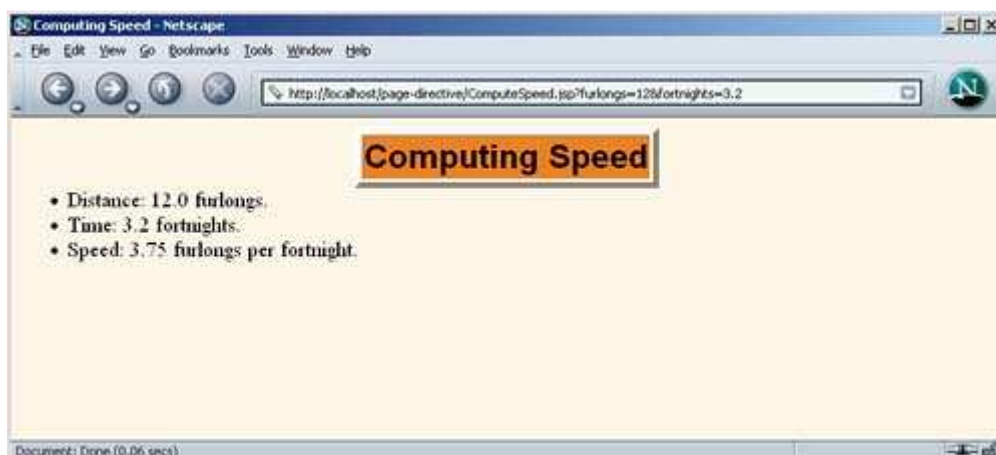 Computing Speed - Netscape
File Edit View Go Bookmarks Tools Window Help
http://localhost/page-directive/ComputeSpeed.jsp?furlongs=12&fortnights=3.2
N
Computing Speed
• Distance: 12.0 furlongs.
• Time: 3.2 fortnights.
• Speed: 3.75 furlongs per fortnight.
Document: Done (0.06 secs)